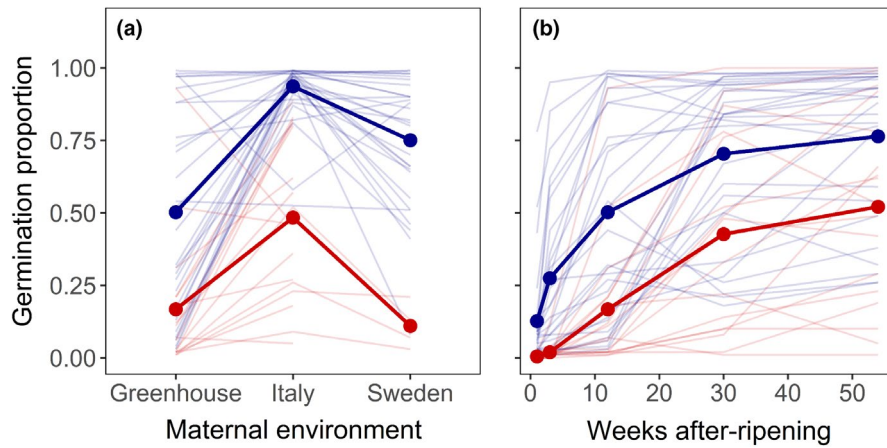 (a)
(b)
Germination proportion
1.00
0.75
0.50
0.25
0.00
Greenhouse Italy Sweden
0 10 20 30 40 50
Maternal environment
Weeks after-ripening